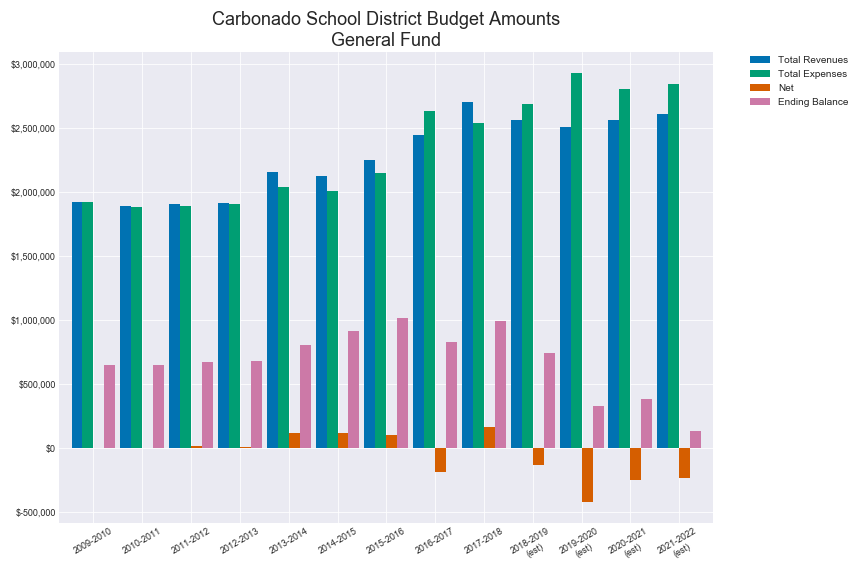 Carbonado School District Budget Amounts
General Fund
Total Revenues
Total Expenses
Net
Ending Balance
$3,000,000
$2,500,000
$2,000,000
$1,500,000
$1,000,000
$500,000
$0
$-500,000
2009-2010
2010-2011
2011-2012
2012-2013
2013-2014
2014-2015
2015-2016
2016-2017
2017-2018
2018-2019
(est)
2019-2020
(est)
2020-2021
(est)
2021-2022
(est)